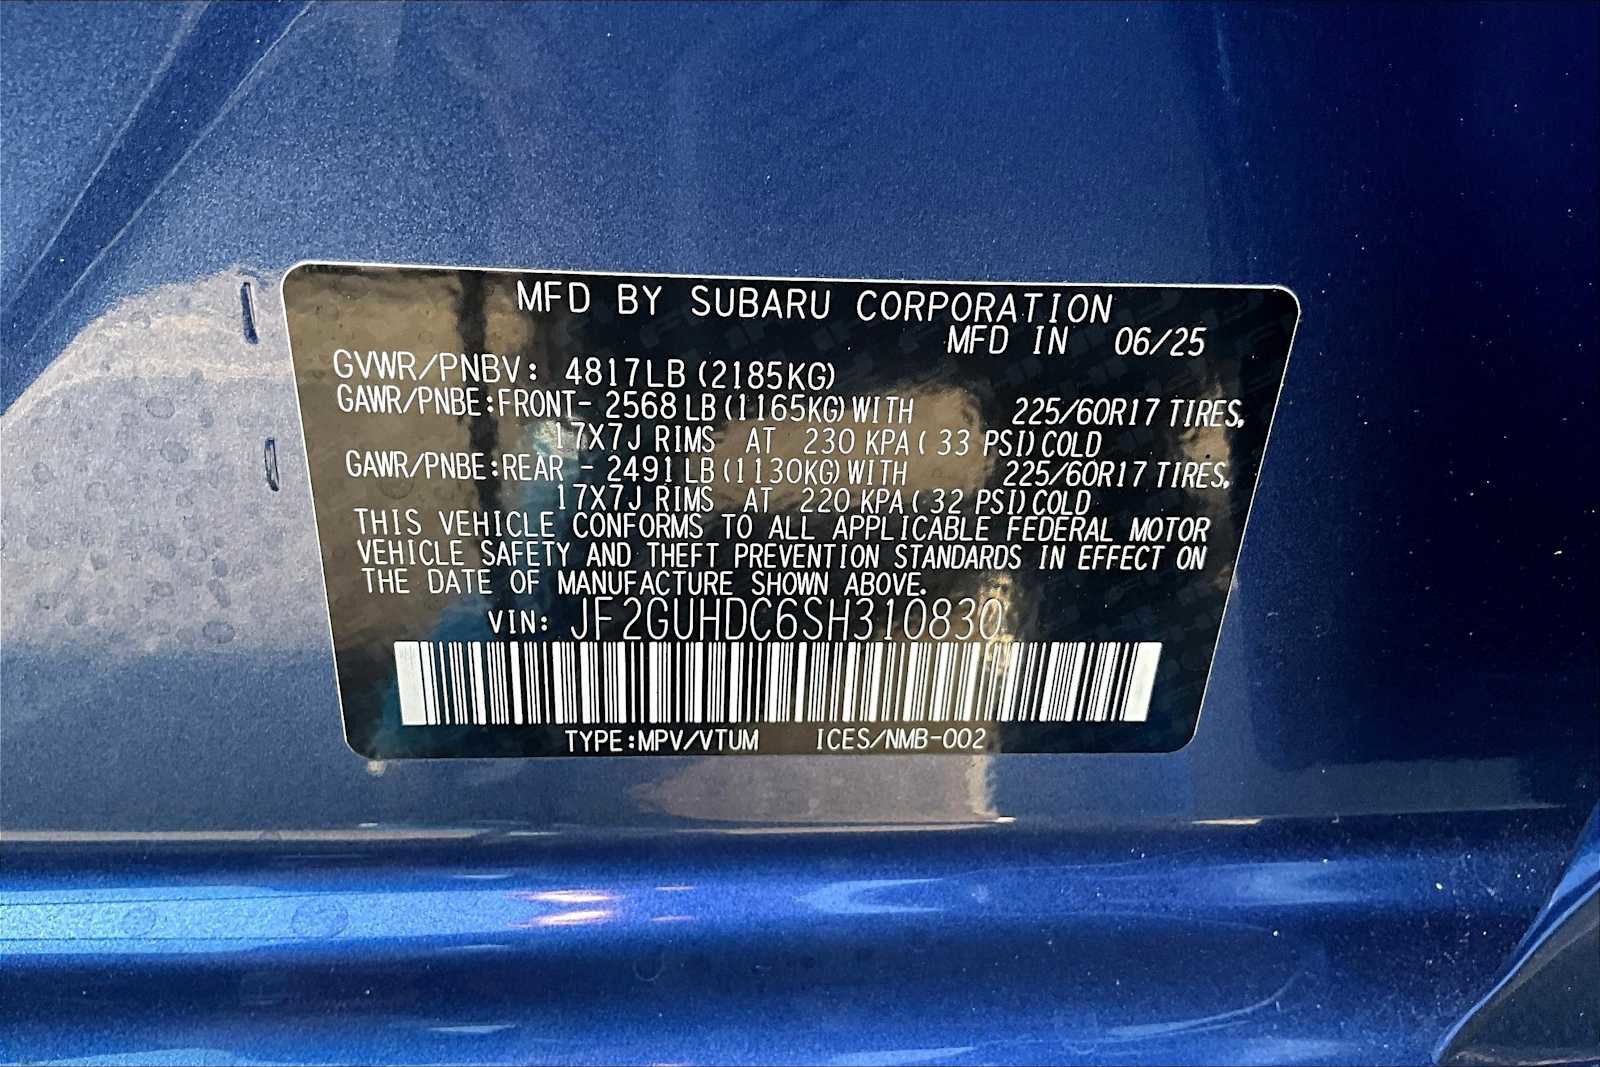 MFD BY SUBARU CORPORATION
MFD IN 06/25
GVWR/PNBV: 4817LB (2185KG)
GAWR/PNBE:FRONT- 2568 LB (1165KG) WITH 225/60R17 TIRES,
17X7J RIMS AT 230 KPA ( 33 PSI) COLD
GAWR/PNBE:REAR - 2491 LB (1130KG) WITH 225/60R17 TIRES,
17X7J RIMS AT 220 KPA ( 32 PSI) COLD
THIS VEHICLE CONFORMS TO ALL APPLICABLE FEDERAL MOTOR
VEHICLE SAFETY AND THEFT PREVENTION STANDARDS IN EFFECT ON
THE DATE OF MANUFACTURE SHOWN ABOVE.
VIN: JF2GUHDC6SH310830
TYPE:MPV/VTUM ICES/NMB-002